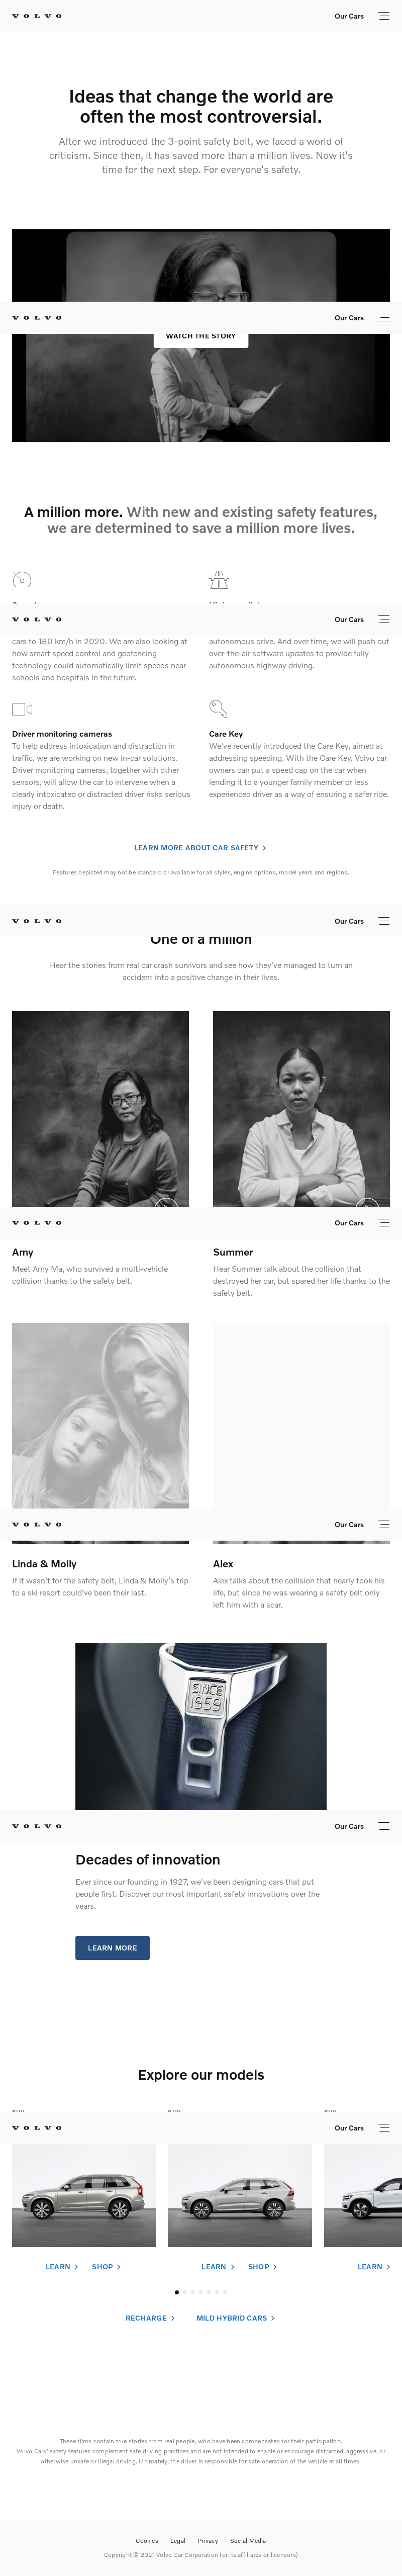 VOLVO
Our Cars
Ideas that change the world are
often the most controversial.
After we introduced the 3-point safety belt, we faced a world of
criticism. Since then, it has saved more than a million lives. Now it's
time for the next step. For everyone's safety.
VOLVO
Our Cars
WATCH THE STORY
A million more. With new and existing safety features,
we are determined to save a million more lives.
VOLVO
Our Cars
cars to 180 km/h in 2020. We are also looking at
how smart speed control and geofencing
technology could automatically limit speeds near
schools and hospitals in the future.
autonomous drive. And over time, we will push out
over-the-air software updates to provide fully
autonomous highway driving.
Driver monitoring cameras
To help address intoxication and distraction in
traffic, we are working on new in-car solutions.
Driver monitoring cameras, together with other
sensors, will allow the car to intervene when a
clearly intoxicated or distracted driver risks serious
injury or death.
Care Key
We've recently introduced the Care Key, aimed at
addressing speeding. With the Care Key, Volvo car
owners can put a speed cap on the car when
lending it to a younger family member or less
experienced driver as a way of ensuring a safer ride.
LEARN MORE ABOUT CAR SAFETY
Features depicted may not be standard or available for all styles, engine options, model years and regions.
VOLVO
Our Cars
One of a million
Hear the stories from real car crash survivors and see how they've managed to turn an
accident into a positive change in their lives.
VOLVO
Our Cars
Amy
Meet Amy Ma, who survived a multi-vehicle
collision thanks to the safety belt.
Summer
Hear Summer talk about the collision that
destroyed her car, but spared her life thanks to the
safety belt.
VOLVO
Our Cars
Linda & Molly
If it wasn't for the safety belt, Linda & Molly's trip
to a ski resort could've been their last.
Alex
Alex talks about the collision that nearly took his
life, but since he was wearing a safety belt only
left him with a scar.
SINCE
1959
VOLVO
Our Cars
Decades of innovation
Ever since our founding in 1927, we've been designing cars that put
people first. Discover our most important safety innovations over the
years.
LEARN MORE
Explore our models
VOLVO
Our Cars
LEARN
SHOP
LEARN
SHOP
LEARN
RECHARGE
MILD HYBRID CARS
These films contain true stories from real people, who have been compensated for their participation.
Volvo Cars' safety features complement safe driving practices and are not intended to enable or encourage distracted, aggressive, or
otherwise unsafe or illegal driving. Ultimately, the driver is responsible for safe operation of the vehicle at all times.
Cookies
Legal
Privacy
Social Media
Copyright © 2021 Volvo Car Corporation (or its affiliates or licensors)